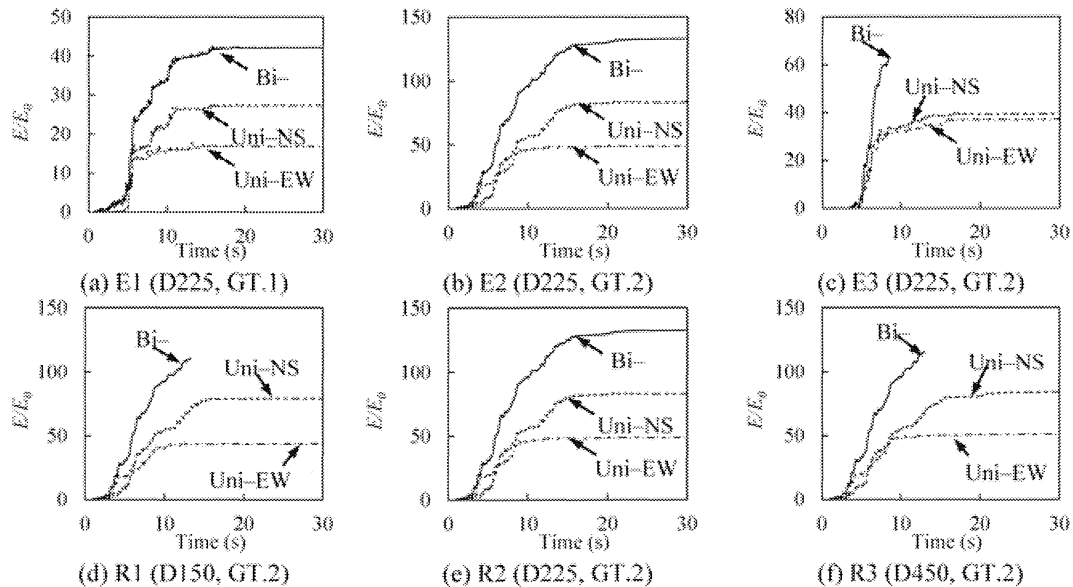 50
40
30
20
10
0
E/E₀
Bi–
Uni–NS
Uni–EW
0 10 20 30
Time (s)
(a) E1 (D225, GT.1)
150
100
50
0
E/E₀
Bi–
Uni–NS
Uni–EW
0 10 20 30
Time (s)
(b) E2 (D225, GT.2)
80
60
40
20
0
E/E₀
Bi–
Uni–NS
Uni–EW
0 10 20 30
Time (s)
(c) E3 (D225, GT.2)
150
100
50
0
E/E₀
Bi–
Uni–NS
Uni–EW
0 10 20 30
Time (s)
(d) R1 (D150, GT.2)
150
100
50
0
E/E₀
Bi–
Uni–NS
Uni–EW
0 10 20 30
Time (s)
(e) R2 (D225, GT.2)
150
100
50
0
E/E₀
Bi–
Uni–NS
Uni–EW
0 10 20 30
Time (s)
(f) R3 (D450, GT.2)